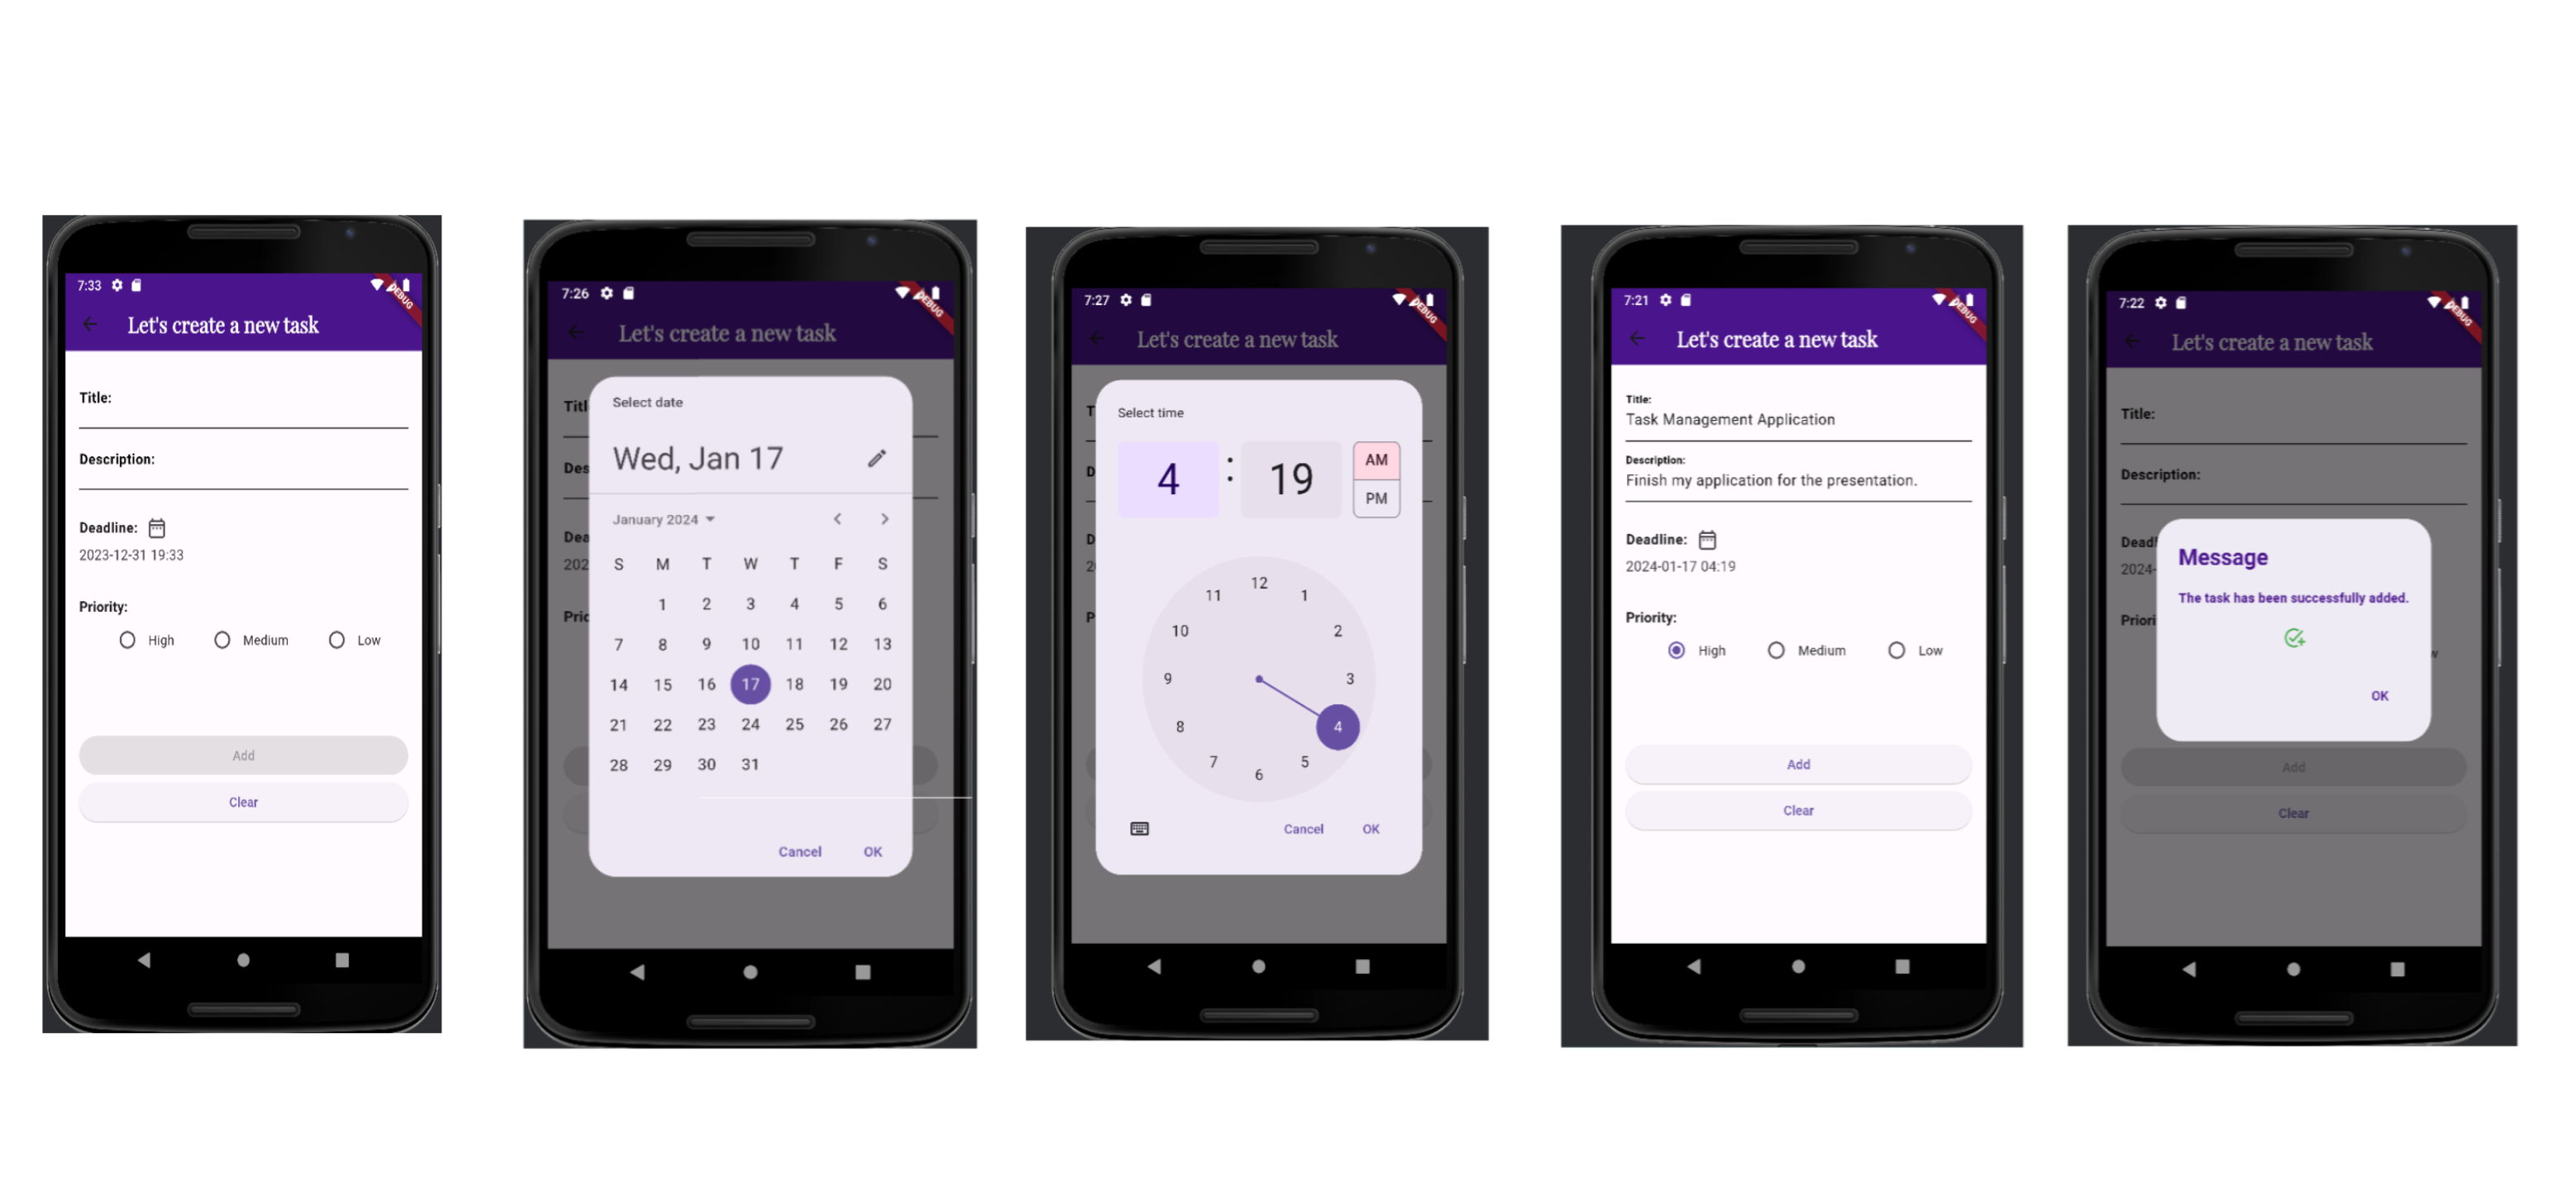 7:33
DEBUG
Let's create a new task
Title:
Description:
Deadline:
2023-12-31 19:33
Priority:
High Medium Low
Add
Clear
7:26
DEBUG
Let's create a new task
Titl
Des
Dea
202
Pric
Select date
Wed, Jan 17
January 2024
S M T W T F S
1 2 3 4 5 6
7 8 9 10 11 12 13
14 15 16 17 18 19 20
21 22 23 24 25 26 27
28 29 30 31
Cancel OK
7:27
DEBUG
Let's create a new task
T
D
D
2
P
Select time
4 : 19 AM
PM
12
11 1
10 2
9 3
8 4
7 5
6
Cancel OK
7:21
DEBUG
Let's create a new task
Title:
Task Management Application
Description:
Finish my application for the presentation.
Deadline:
2024-01-17 04:19
Priority:
High Medium Low
Add
Clear
7:22
DEBUG
Let's create a new task
Title:
Description:
Deadl
2024-
Priori
w
Message
The task has been successfully added.
OK
Add
Clear